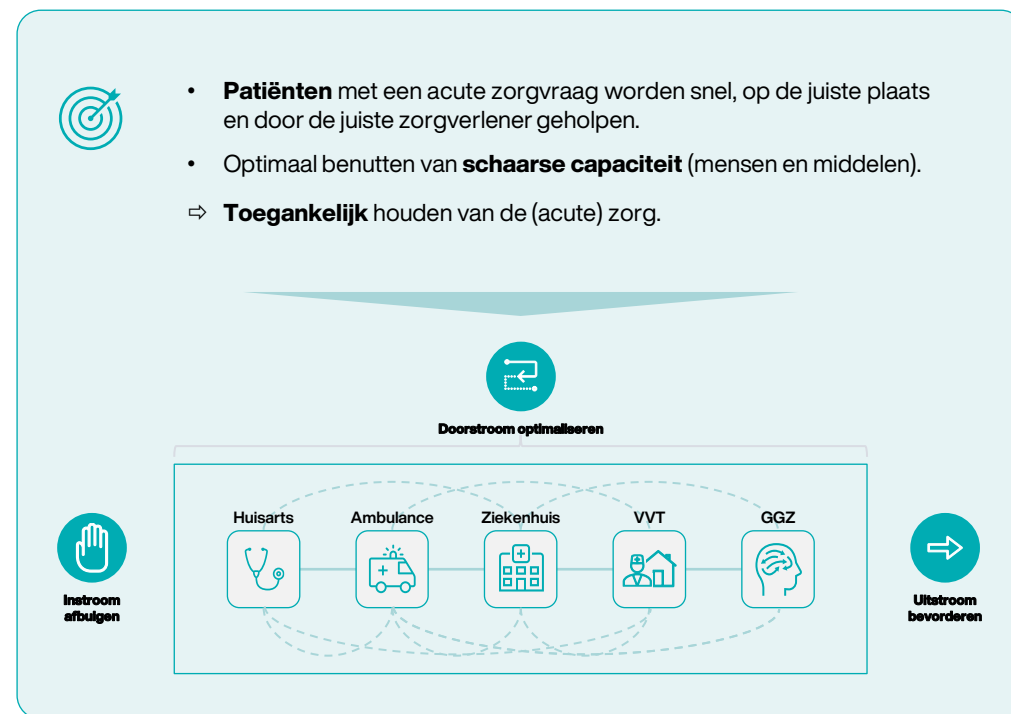 • Patiënten met een acute zorgvraag worden snel, op de juiste plaats
en door de juiste zorgverlener geholpen.
• Optimaal benutten van schaarse capaciteit (mensen en middelen).
⇨ Toegankelijk houden van de (acute) zorg.
Doorstroom optimaliseren
Huisarts Ambulance Ziekenhuis VVT GGZ
Instroom
afbuigen
Uitstroom
bevorderen